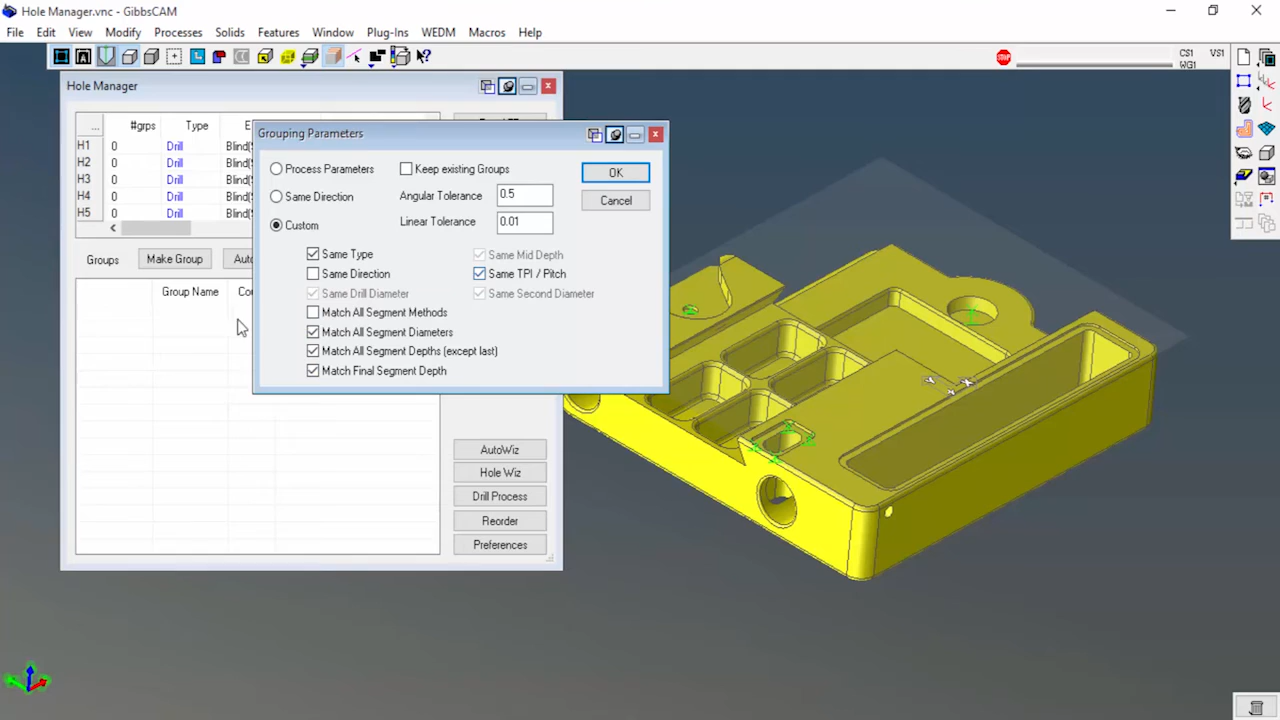 Hole Manager.vnc - GibbsCAM
File Edit View Modify Processes Solids Features Window Plug-Ins WEDM Macros Help
STOP
CS1 VS1
WG1
Hole Manager
... #grps Type
H1 0 Drill Blind(
H2 0 Drill Blind(
H3 0 Drill Blind(
H4 0 Drill Blind(
H5 0 Drill Blind(
Groups Make Group
Group Name
Grouping Parameters
Process Parameters Keep existing Groups OK
Same Direction Angular Tolerance 0.5 Cancel
Custom Linear Tolerance 0.01
Same Type Same Mid Depth
Same Direction Same TPI / Pitch
Same Drill Diameter Same Second Diameter
Match All Segment Methods
Match All Segment Diameters
Match All Segment Depths (except last)
Match Final Segment Depth
AutoWiz
Hole Wiz
Drill Process
Reorder
Preferences